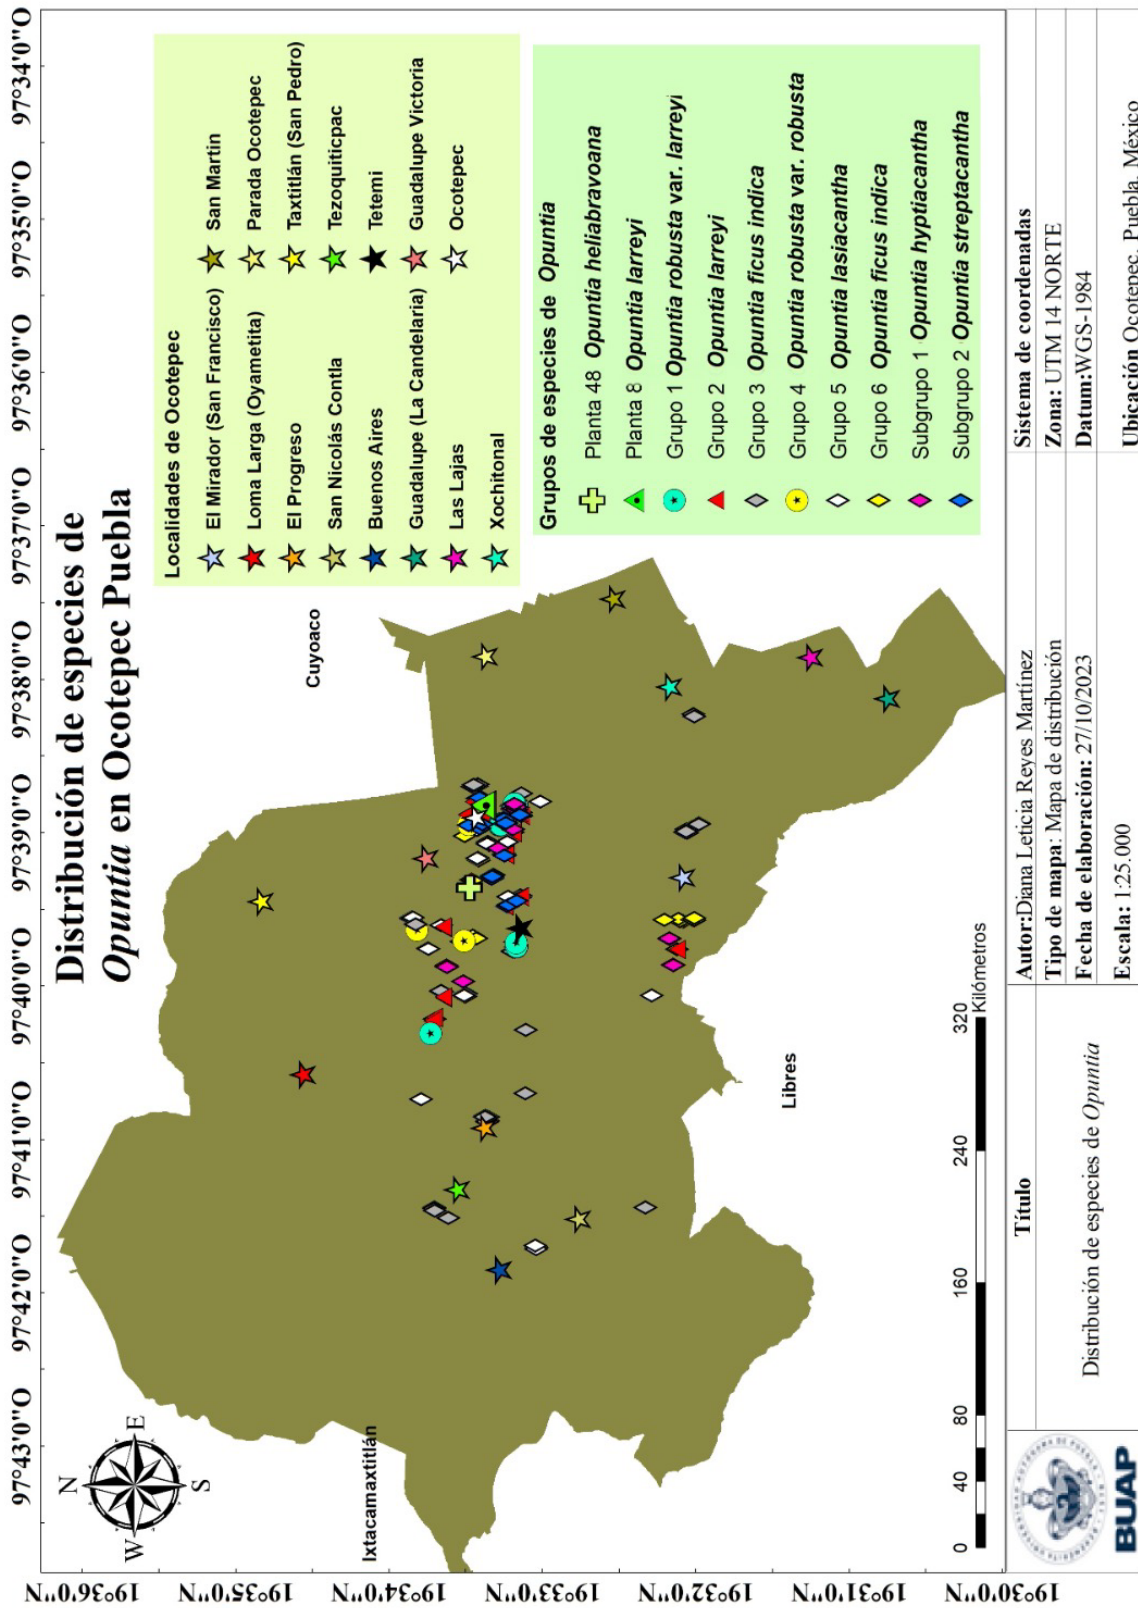 Distribución de especies de
Opuntia en Ocotepec Puebla
97°43'0"O 97°42'0"O 97°41'0"O 97°40'0"O 97°39'0"O 97°38'0"O 97°37'0"O 97°36'0"O 97°35'0"O 97°34'0"O
19°36'0"N
19°35'0"N
19°34'0"N
19°33'0"N
19°32'0"N
19°31'0"N
19°30'0"N
N
W E
S
Ixtacamaxtitlán
Cuyoaco
Libres
Localidades de Ocotepec
El Mirador (San Francisco) San Martin
Loma Larga (Oyametita) Parada Ocotepec
El Progreso Taxtitlán (San Pedro)
San Nicolás Contla Tezoquiticpac
Buenos Aires Tetemi
Guadalupe (La Candelaria) Guadalupe Victoria
Las Lajas Ocotepec
Xochitonal
Grupos de especies de Opuntia
Planta 48 Opuntia heliabravoana
Planta 8 Opuntia larreyi
Grupo 1 Opuntia robusta var. larreyi
Grupo 2 Opuntia larreyi
Grupo 3 Opuntia ficus indica
Grupo 4 Opuntia robusta var. robusta
Grupo 5 Opuntia lasiacantha
Grupo 6 Opuntia ficus indica
Subgrupo 1 Opuntia hyptiacantha
Subgrupo 2 Opuntia streptacantha
0 40 80 160 240 320
Kilómetros
BUAP
Título
Distribución de especies de Opuntia
Autor:Diana Leticia Reyes Martínez
Tipo de mapa: Mapa de distribución
Fecha de elaboración: 27/10/2023
Escala: 1:25.000
Sistema de coordenadas
Zona: UTM 14 NORTE
Datum:WGS-1984
Ubicación Ocotepec, Puebla, México